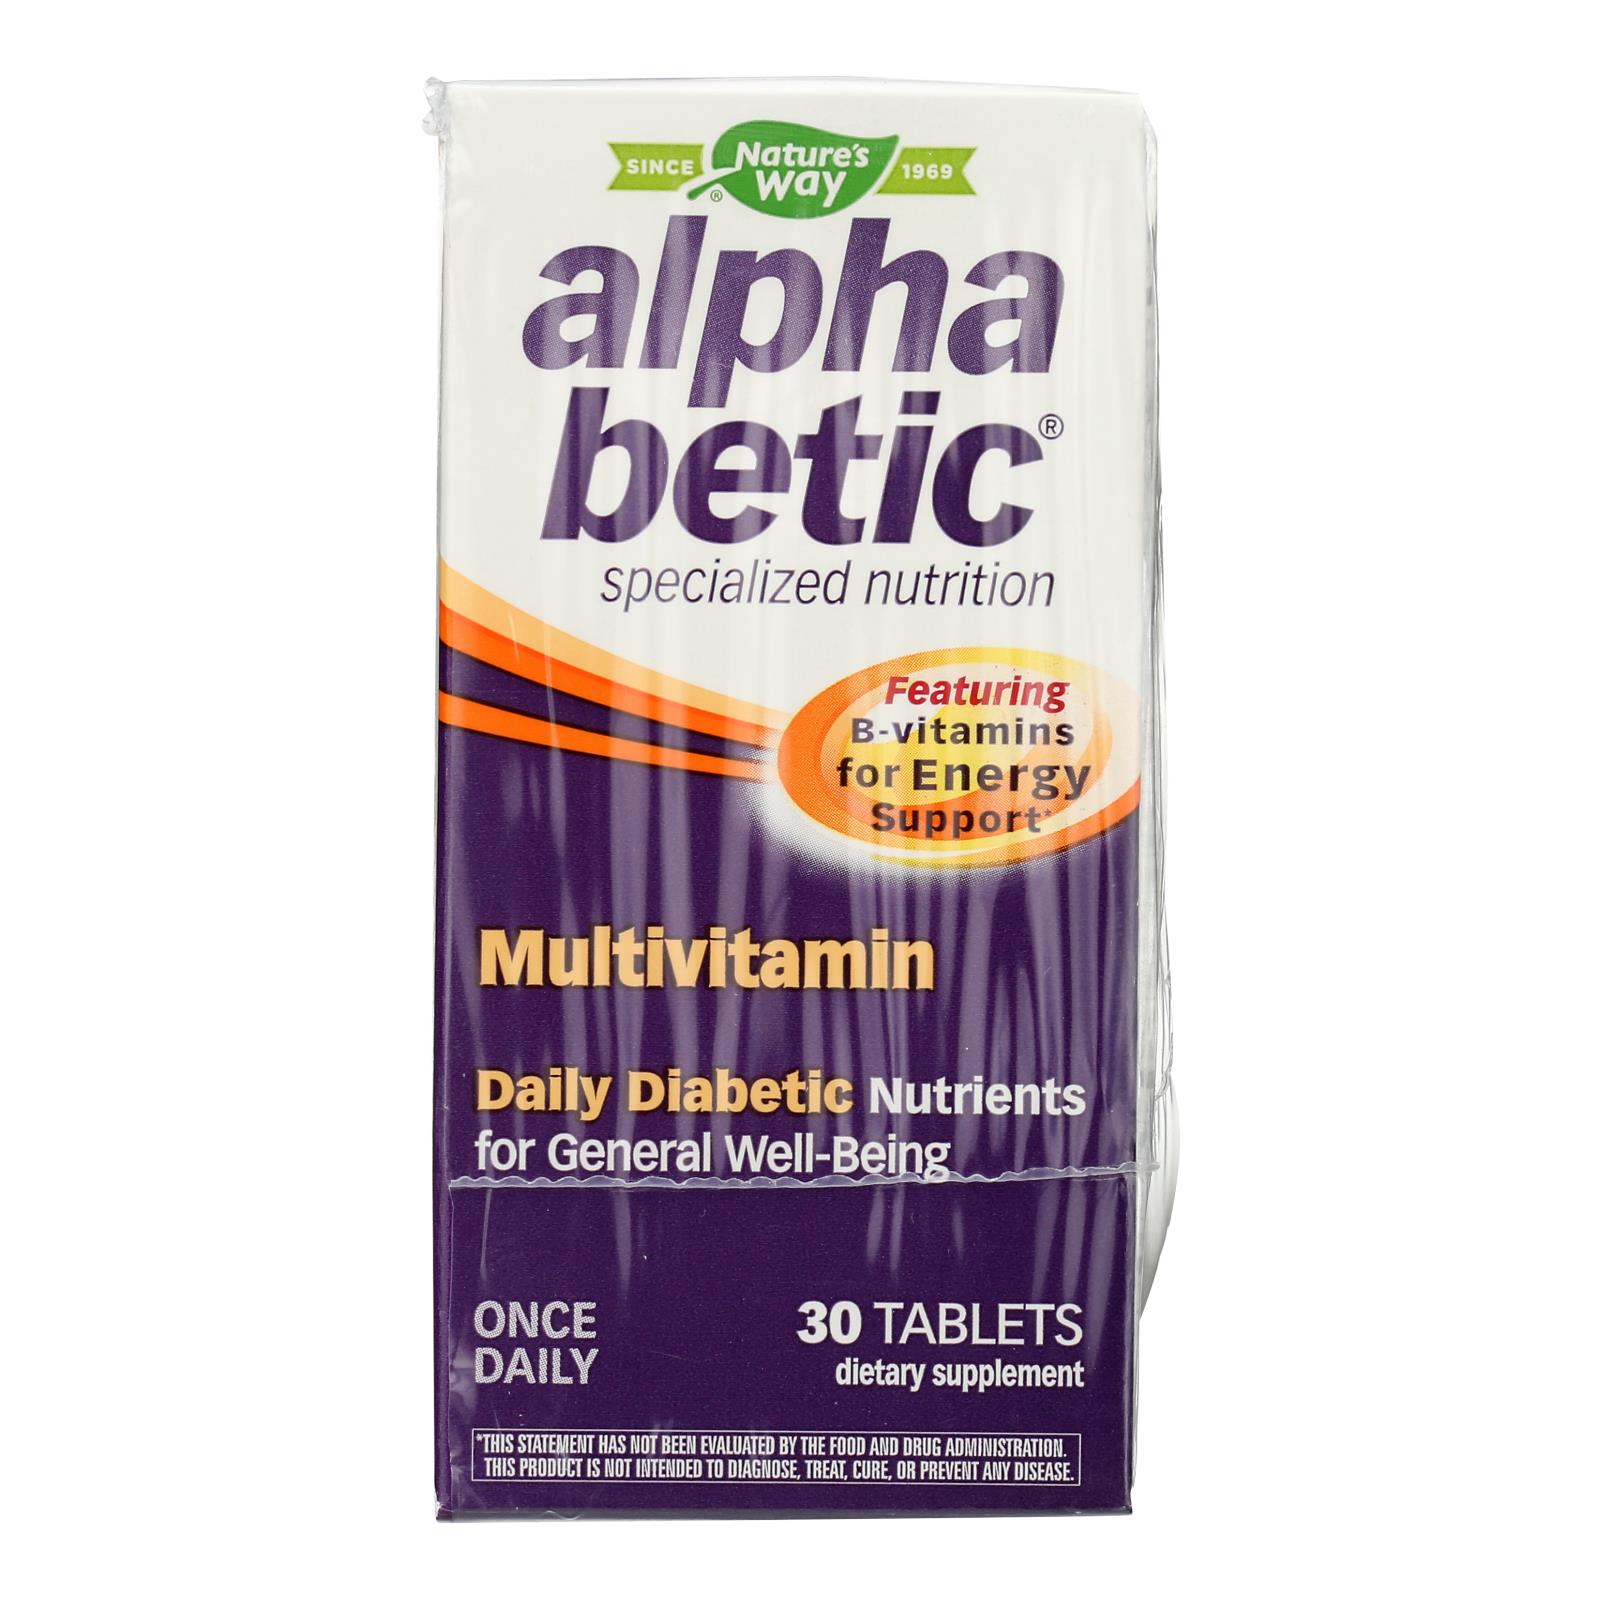 SINCE Nature's 1969
Way®
alpha
betic®
specialized nutrition
Featuring
B-vitamins
for Energy
Support*
Multivitamin
Daily Diabetic Nutrients
for General Well-Being
ONCE 30 TABLETS
DAILY dietary supplement
*THIS STATEMENT HAS NOT BEEN EVALUATED BY THE FOOD AND DRUG ADMINISTRATION.
THIS PRODUCT IS NOT INTENDED TO DIAGNOSE, TREAT, CURE, OR PREVENT ANY DISEASE.